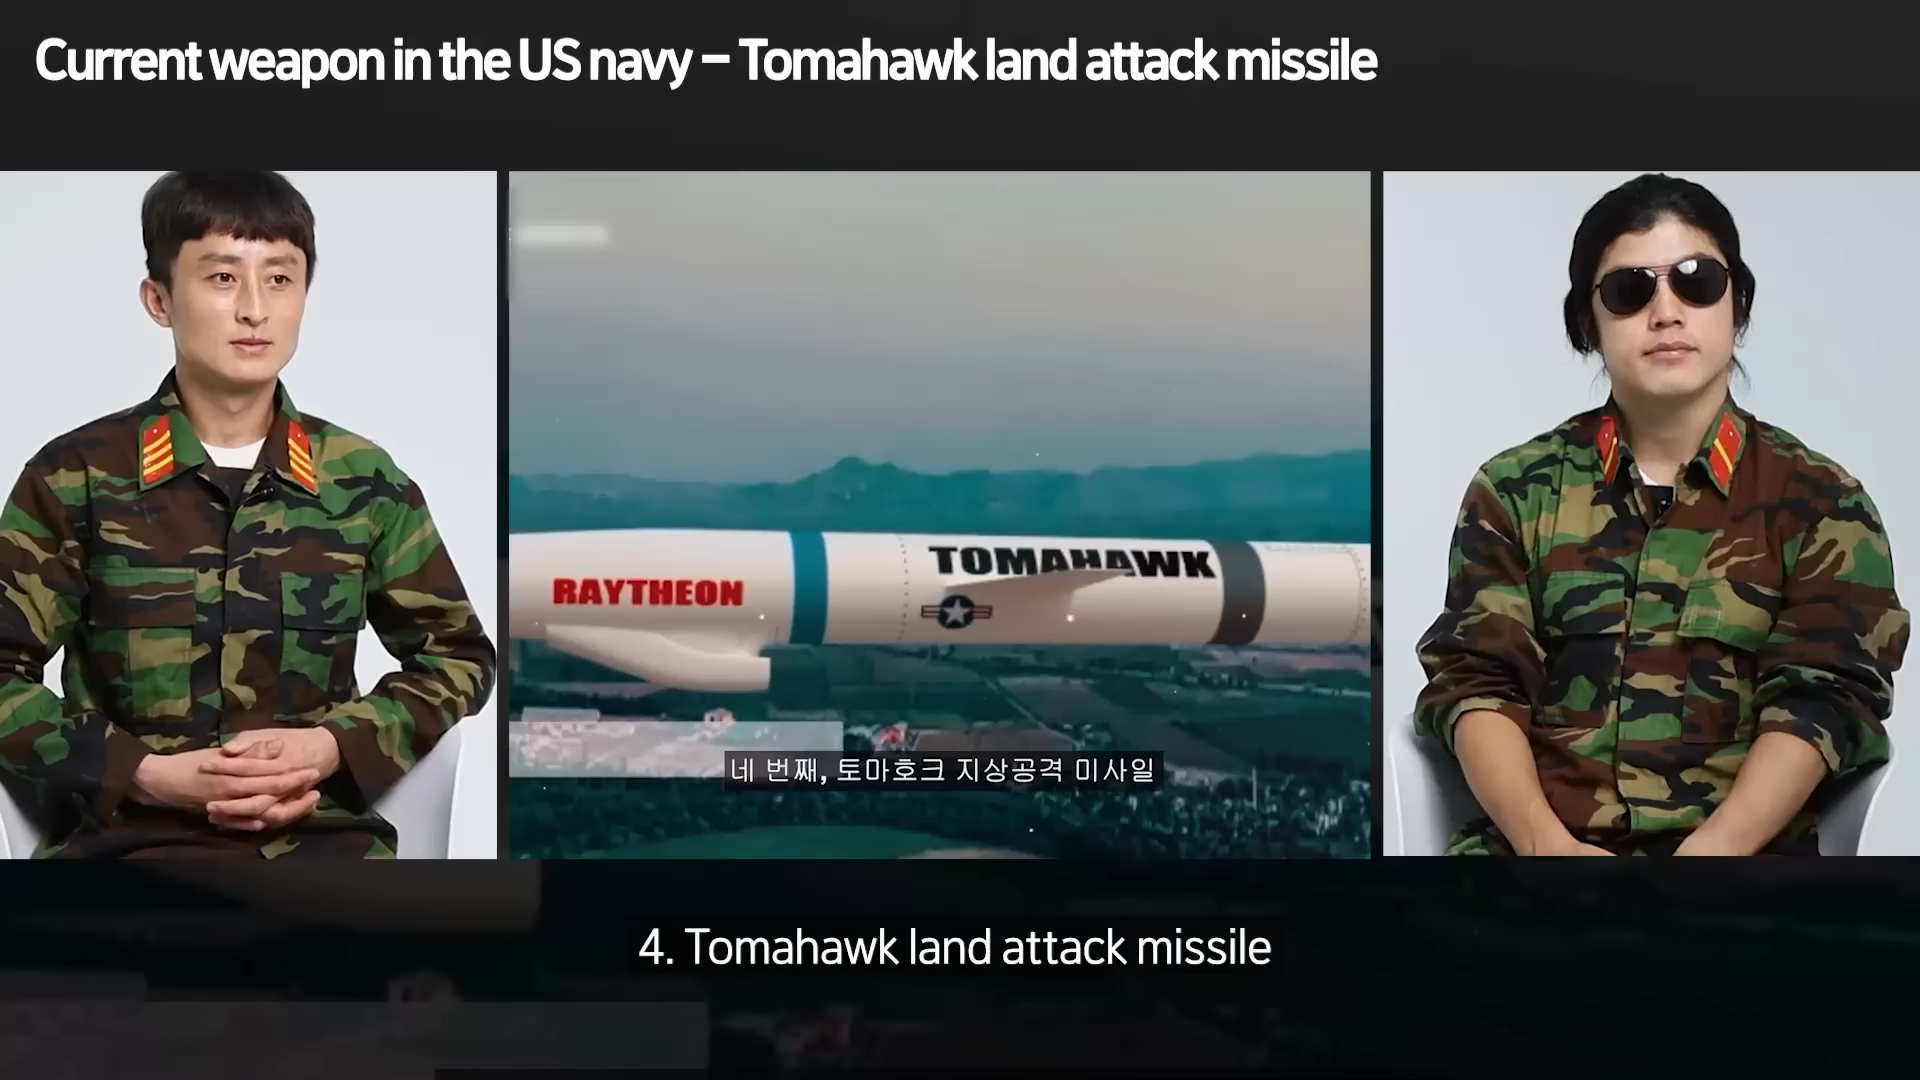 Current weapon in the US navy – Tomahawk land attack missile
RAYTHEON
TOMAHAWK
네 번째, 토마호크 지상공격 미사일
4. Tomahawk land attack missile